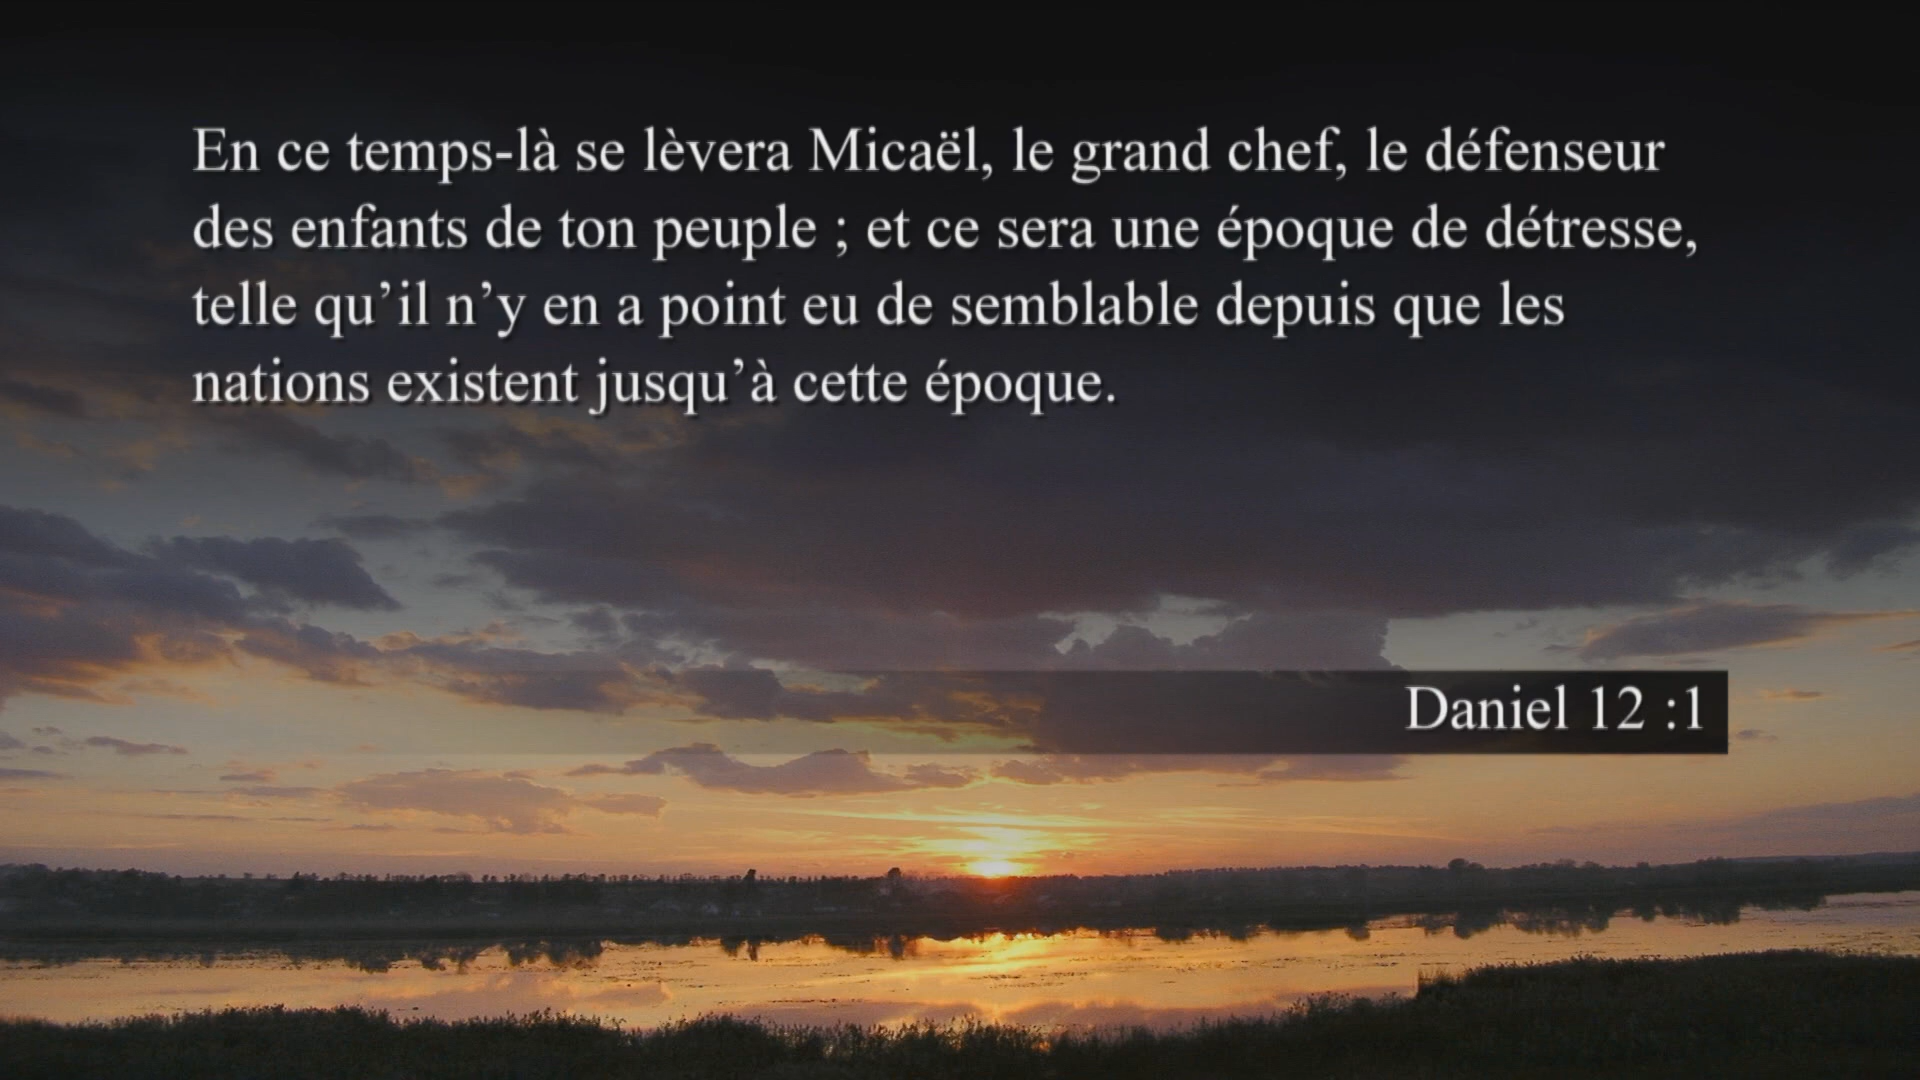 En ce temps-là se lèvera Micaël, le grand chef, le défenseur
des enfants de ton peuple ; et ce sera une époque de détresse,
telle qu’il n’y en a point eu de semblable depuis que les
nations existent jusqu’à cette époque.
Daniel 12 :1